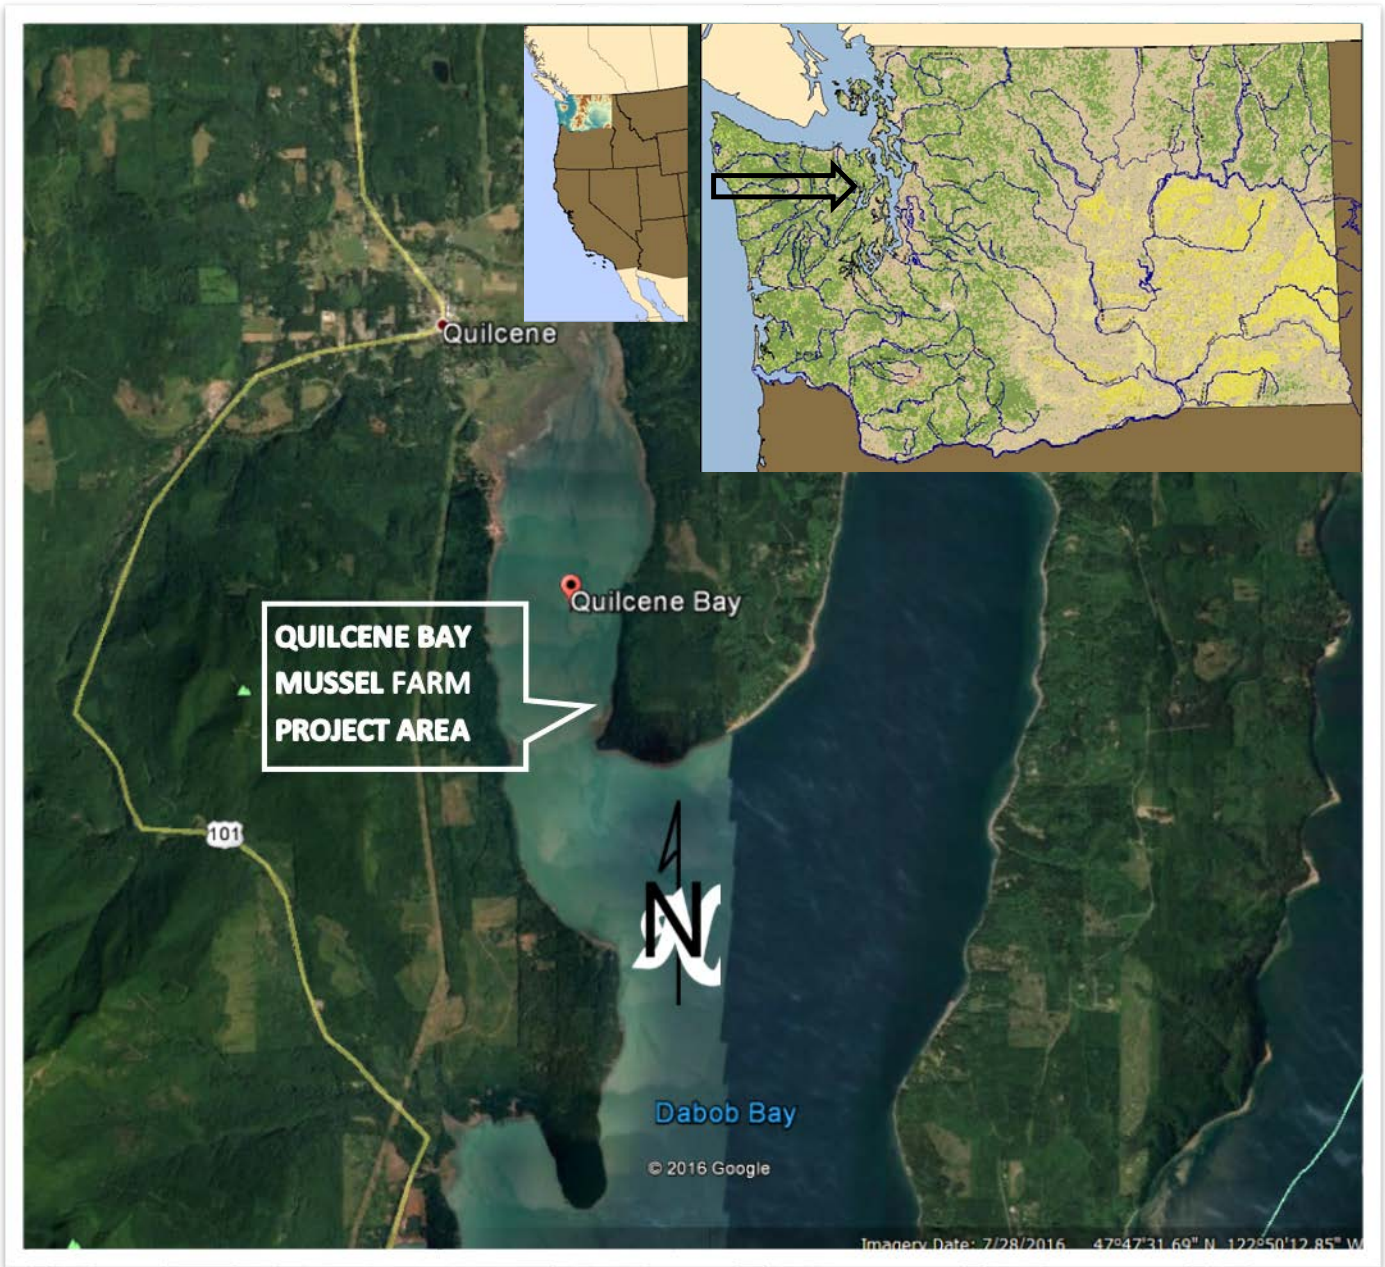 Quilcene
Quilcene Bay
QUILCENE BAY
MUSSEL FARM
PROJECT AREA
101
N
Dabob Bay
© 2016 Google
Imagery Date: 7/28/2016 47°47'31.69" N 122°50'12.85" W